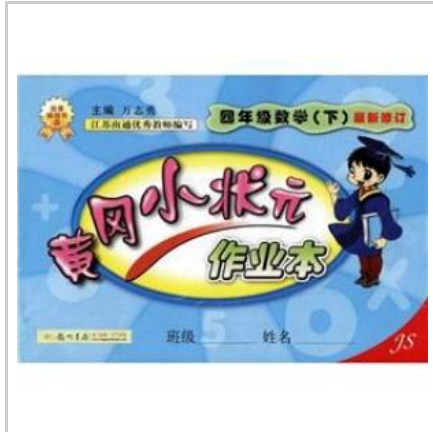 主编 万志勇
江苏南通优秀教师编写
四年级数学(下) 最新修订
黄冈小状元
作业本
班级 姓名
JS